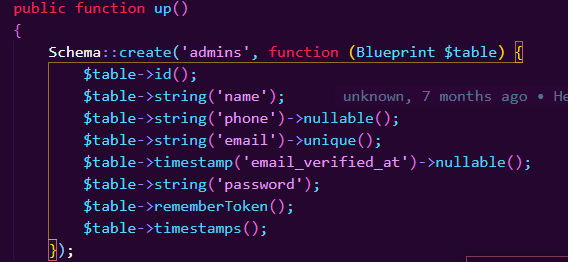 public function up()
{
    Schema::create('admins', function (Blueprint $table) {
        $table->id();
        $table->string('name');     unknown, 7 months ago • He
        $table->string('phone')->nullable();
        $table->string('email')->unique();
        $table->timestamp('email_verified_at')->nullable();
        $table->string('password');
        $table->rememberToken();
        $table->timestamps();
    });